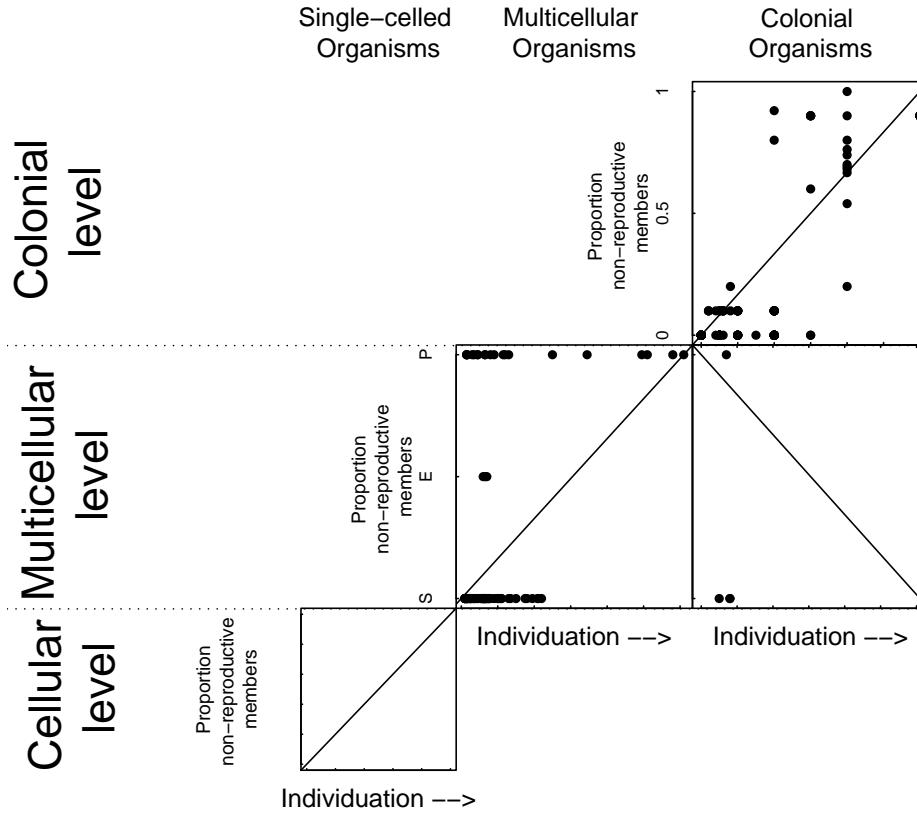 Single−celled
Organisms
Multicellular
Organisms
Colonial
Organisms
Colonial
level
Proportion
non−reproductive
members
0
0.5
1
Multicellular
level
Proportion
non−reproductive
members
S
E
P
Individuation −−>
Individuation −−>
Cellular
level
Proportion
non−reproductive
members
Individuation −−>